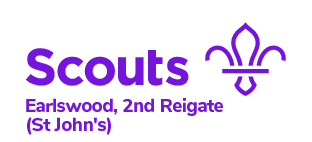 Scouts
Earlswood, 2nd Reigate
(St John's)